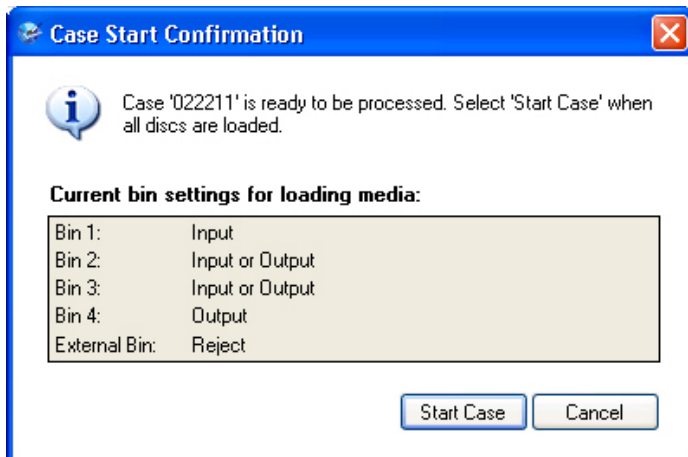 Case Start Confirmation
Case '022211' is ready to be processed. Select 'Start Case' when
all discs are loaded.
Current bin settings for loading media:
Bin 1: Input
Bin 2: Input or Output
Bin 3: Input or Output
Bin 4: Output
External Bin: Reject
Start Case Cancel